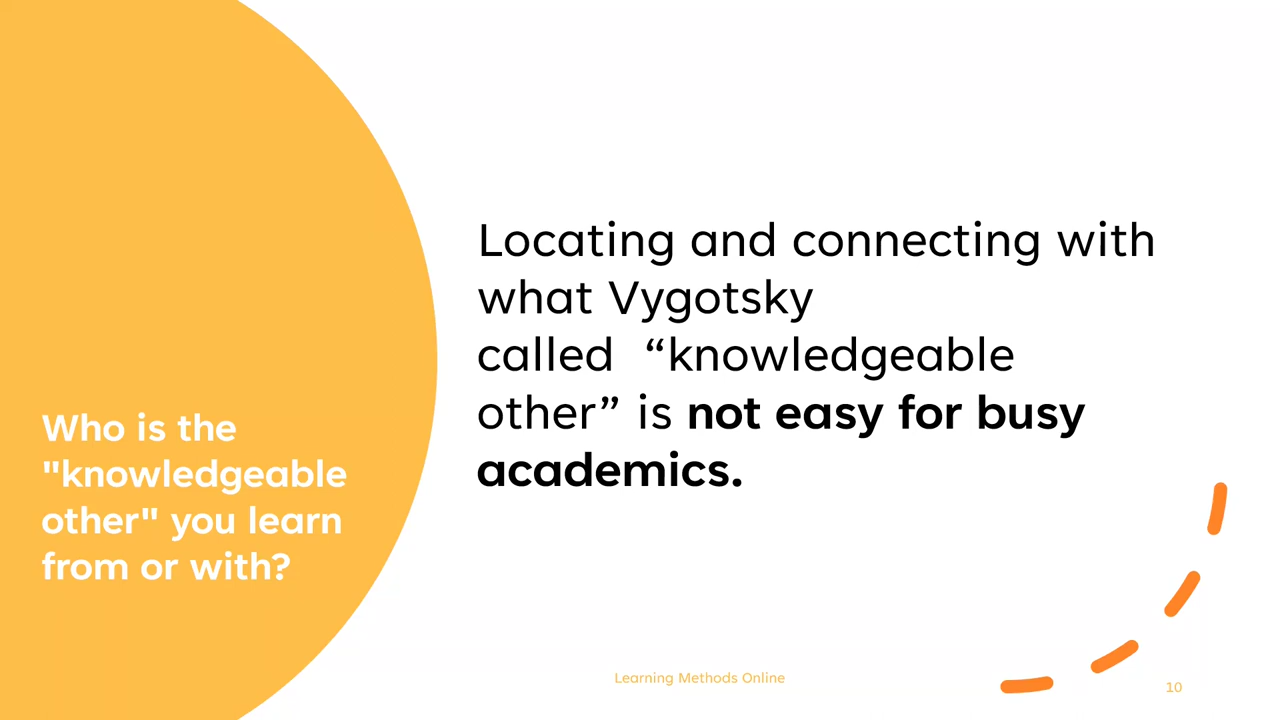 Who is the
"knowledgeable
other" you learn
from or with?
Locating and connecting with
what Vygotsky
called “knowledgeable
other” is not easy for busy
academics.
Learning Methods Online
10